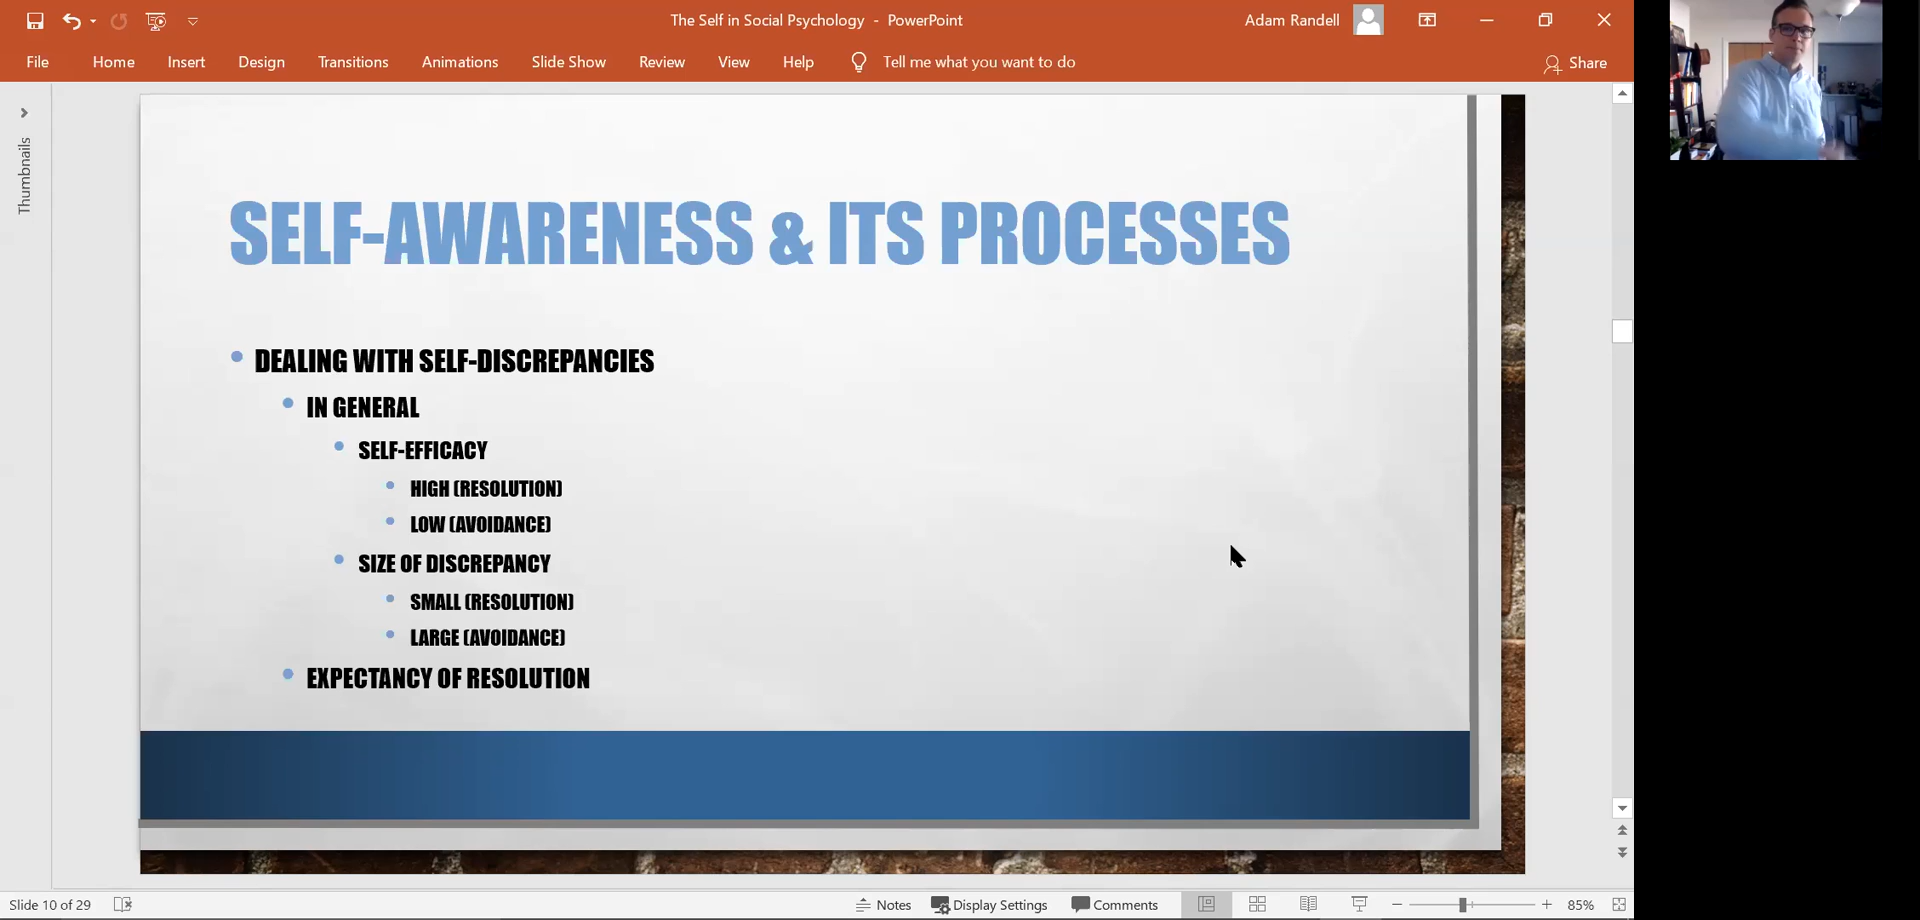 The Self in Social Psychology - PowerPoint
Adam Randell
File Home Insert Design Transitions Animations Slide Show Review View Help Tell me what you want to do Share
Thumbnails
SELF-AWARENESS & ITS PROCESSES
DEALING WITH SELF-DISCREPANCIES
IN GENERAL
SELF-EFFICACY
HIGH (RESOLUTION)
LOW (AVOIDANCE)
SIZE OF DISCREPANCY
SMALL (RESOLUTION)
LARGE (AVOIDANCE)
EXPECTANCY OF RESOLUTION
Slide 10 of 29 Notes Display Settings Comments 85%